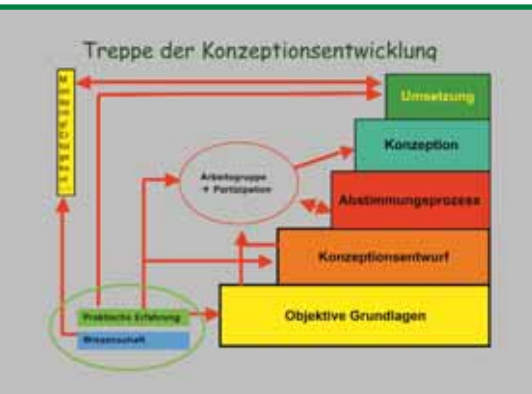 Treppe der Konzeptionsentwicklung
Umsetzung
Konzeption
Arbeitsgruppe
+ Partizipation
Abstimmungsprozess
Konzeptionsentwurf
Objektive Grundlagen
Praktische Erfahrung
Wissenschaft